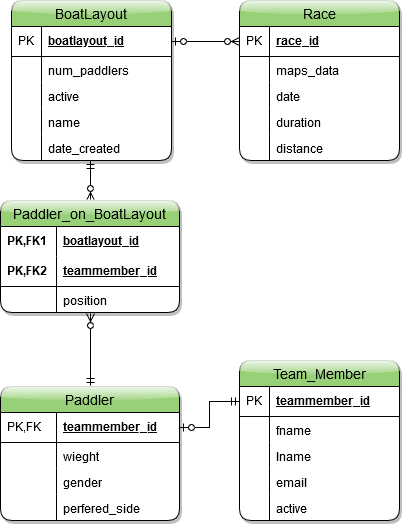 BoatLayout
PK boatlayout_id
num_paddlers
active
name
date_created
Race
PK race_id
maps_data
date
duration
distance
Paddler_on_BoatLayout
PK,FK1 boatlayout_id
PK,FK2 teammember_id
position
Paddler
PK,FK teammember_id
wieght
gender
perfered_side
Team_Member
PK teammember_id
fname
lname
email
active